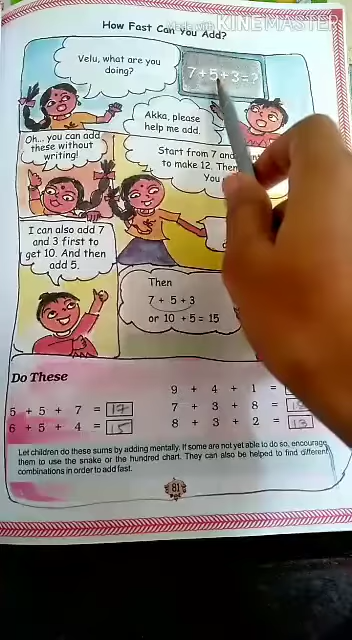 Made with
KINEMASTER
How Fast Can You Add?
Velu, what are you
doing?
7+5+3=?
Akka, please
help me add.
Oh... you can add
these without
writing!
Start from 7 and
to make 12. Then
You
I can also add 7
and 3 first to
get 10. And then
add 5.
Then
7 + 5 + 3
or 10 + 5 = 15
Do These
5 + 5 + 7 = 17
6 + 5 + 4 = 15
9 + 4 + 1 =
7 + 3 + 8 =
8 + 3 + 2 = 13
Let children do these sums by adding mentally. If some are not yet able to do so, encourage
them to use the snake or the hundred chart. They can also be helped to find different
combinations in order to add fast.
81